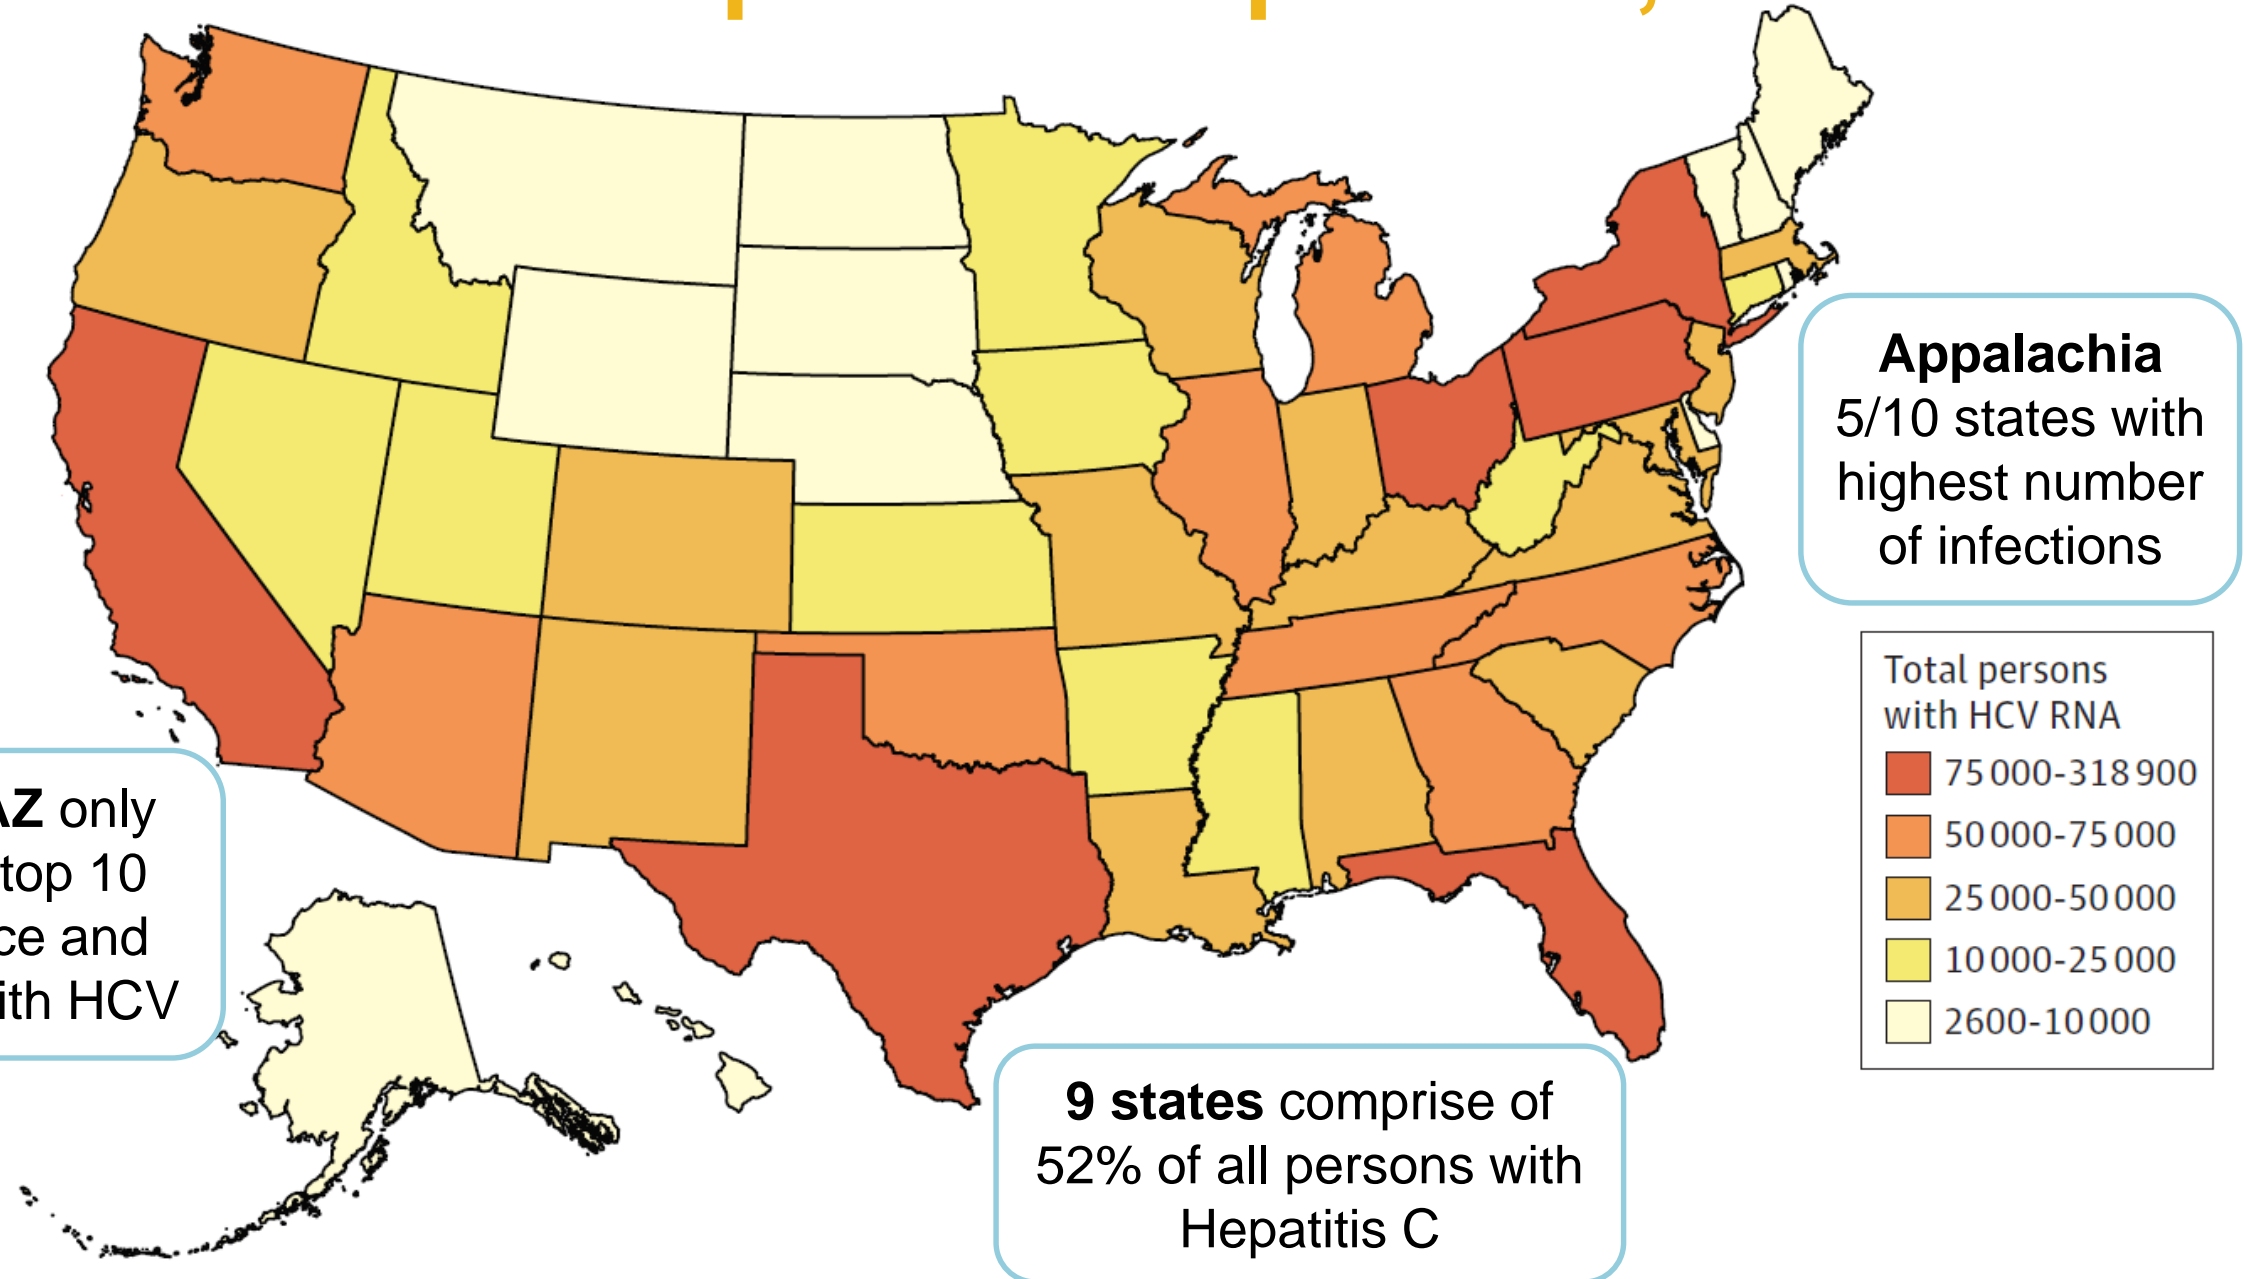 Appalachia
5/10 states with
highest number
of infections
Total persons
with HCV RNA
75 000-318 900
50 000-75 000
25 000-50 000
10 000-25 000
2600-10 000
AZ only
top 10
ce and
ith HCV
9 states comprise of
52% of all persons with
Hepatitis C